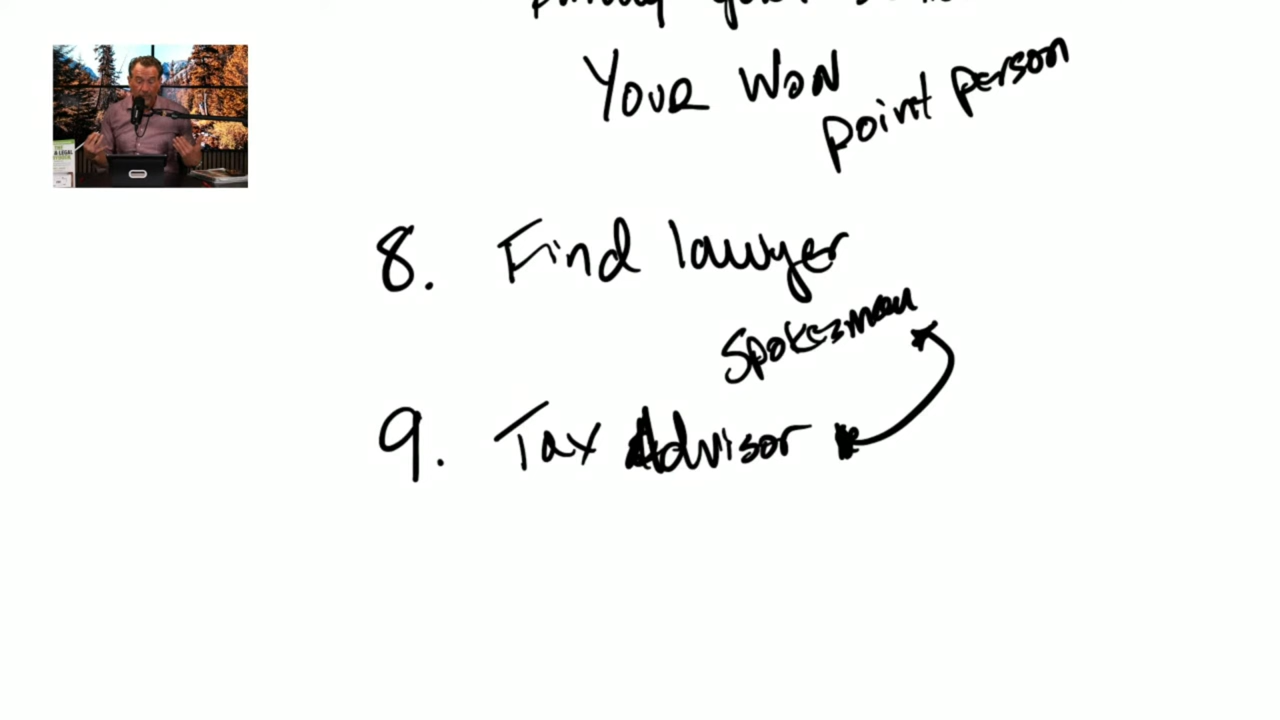 YOUR WON
point person
8. Find lawyer
Spokesman
9. Tax Advisor